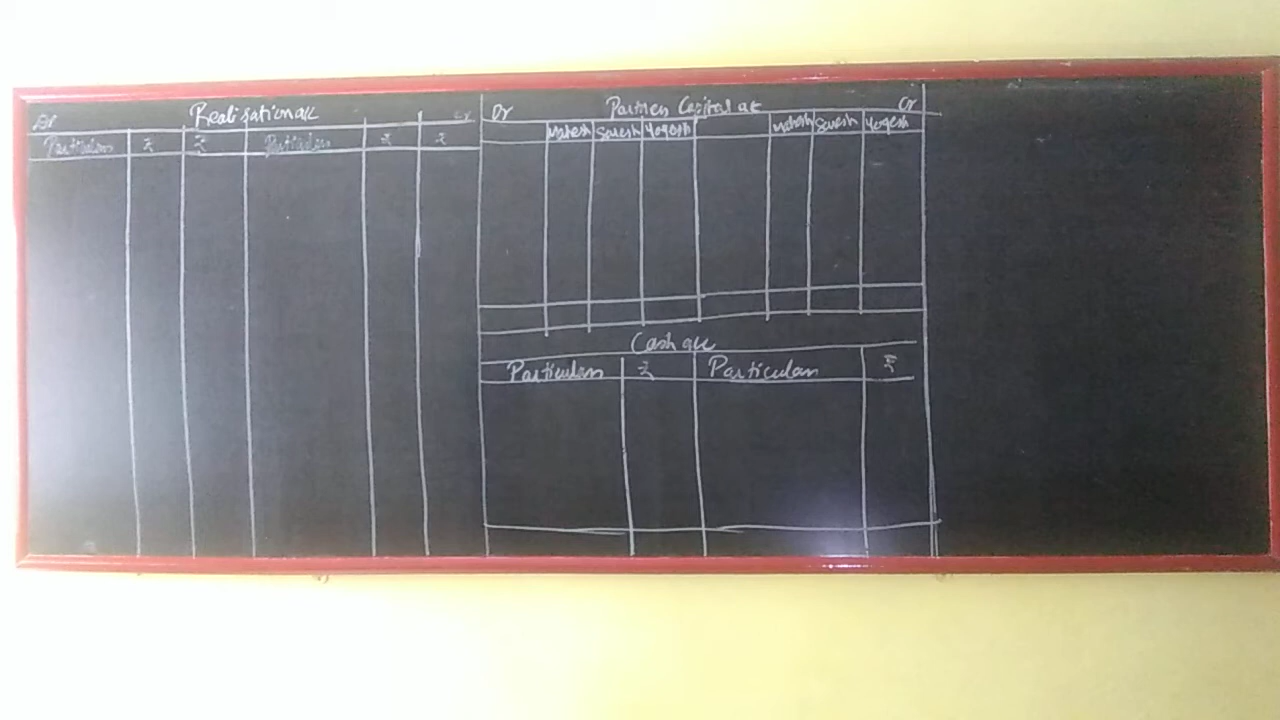 Realisation a/c
Dr Cr
Particulars ₹ ₹ Particulars ₹ ₹
Dr Partners Capital a/c Cr
Mahesh Suresh Yogesh Mahesh Suresh Yogesh
Cash a/c
Particulars ₹ Particulars ₹